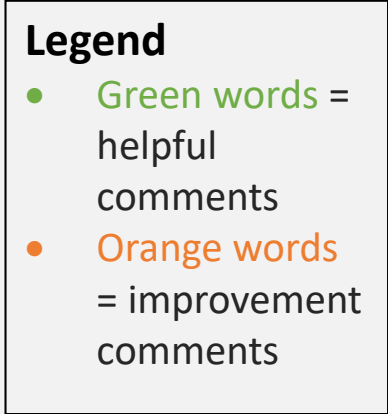 Legend
• Green words =
helpful
comments
• Orange words
= improvement
comments